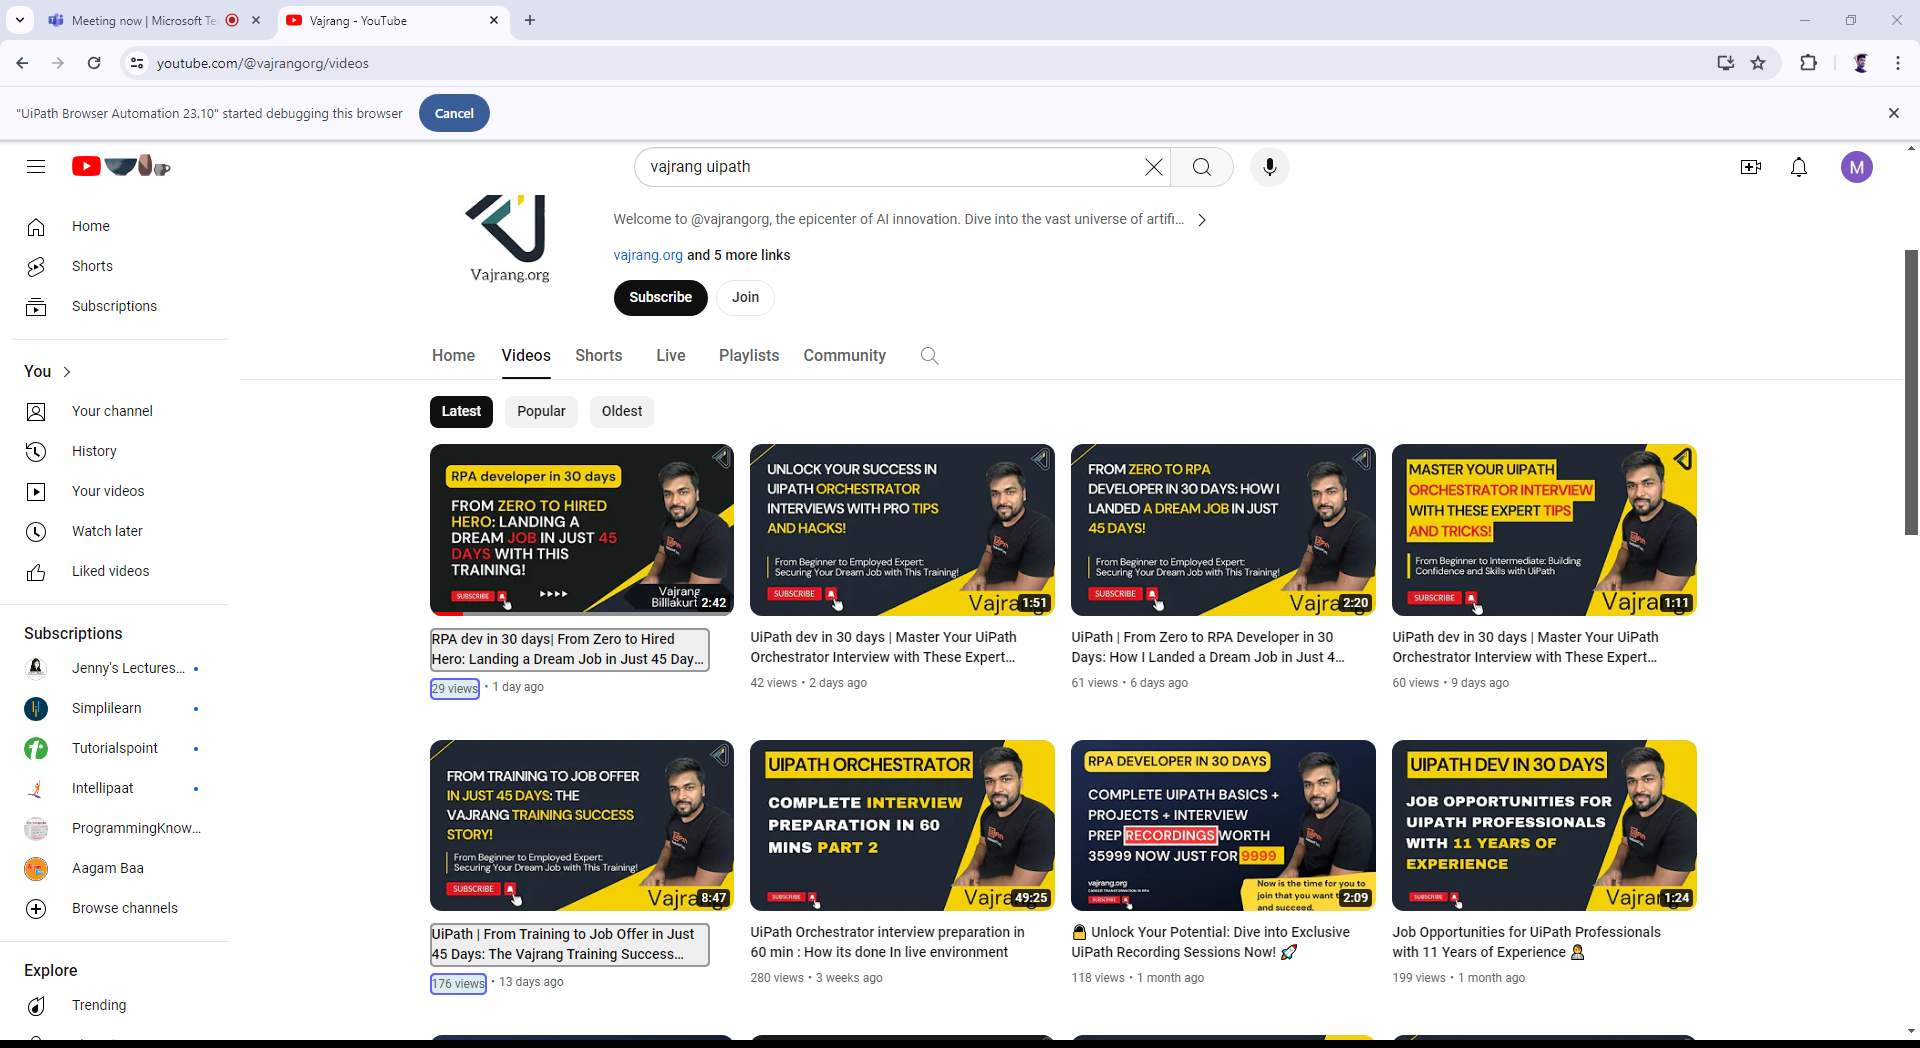 Meeting now | Microsoft Te
Vajrang - YouTube
youtube.com/@vajrangorg/videos
"UiPath Browser Automation 23.10" started debugging this browser
Cancel
vajrang uipath
M
Home
Shorts
Subscriptions
You
Your channel
History
Your videos
Watch later
Liked videos
Subscriptions
Jenny's Lectures...
Simplilearn
Tutorialspoint
Intellipaat
ProgrammingKnow...
Aagam Baa
Browse channels
Explore
Trending
Vajrang.org
Welcome to @vajrangorg, the epicenter of AI innovation. Dive into the vast universe of artifi...
vajrang.org and 5 more links
Subscribe
Join
Home
Videos
Shorts
Live
Playlists
Community
Latest
Popular
Oldest
RPA developer in 30 days
FROM ZERO TO HIRED
HERO: LANDING A
DREAM JOB IN JUST 45
DAYS WITH THIS
TRAINING!
SUBSCRIBE
Vajrang
Billlakurt
2:42
RPA dev in 30 days| From Zero to Hired
Hero: Landing a Dream Job in Just 45 Day...
29 views • 1 day ago
UNLOCK YOUR SUCCESS IN
UIPATH ORCHESTRATOR
INTERVIEWS WITH PRO TIPS
AND HACKS!
From Beginner to Employed Expert:
Securing Your Dream Job with This Training!
SUBSCRIBE
Vajra
1:51
UiPath dev in 30 days | Master Your UiPath
Orchestrator Interview with These Expert...
42 views • 2 days ago
FROM ZERO TO RPA
DEVELOPER IN 30 DAYS: HOW I
LANDED A DREAM JOB IN JUST
45 DAYS!
From Beginner to Employed Expert:
Securing Your Dream Job with This Training!
SUBSCRIBE
Vajra
2:20
UiPath | From Zero to RPA Developer in 30
Days: How I Landed a Dream Job in Just 4...
61 views • 6 days ago
MASTER YOUR UIPATH
ORCHESTRATOR INTERVIEW
WITH THESE EXPERT TIPS
AND TRICKS!
From Beginner to Intermediate: Building
Confidence and Skills with UiPath
SUBSCRIBE
Vajra
1:11
UiPath dev in 30 days | Master Your UiPath
Orchestrator Interview with These Expert...
60 views • 9 days ago
FROM TRAINING TO JOB OFFER
IN JUST 45 DAYS: THE
VAJRANG TRAINING SUCCESS
STORY!
From Beginner to Employed Expert:
Securing Your Dream Job with This Training!
SUBSCRIBE
Vajra
8:47
UiPath | From Training to Job Offer in Just
45 Days: The Vajrang Training Success...
176 views • 13 days ago
UIPATH ORCHESTRATOR
COMPLETE INTERVIEW
PREPARATION IN 60
MINS PART 2
SUBSCRIBE
Vajra
49:25
UiPath Orchestrator interview preparation in
60 min : How its done In live environment
280 views • 3 weeks ago
RPA DEVELOPER IN 30 DAYS
COMPLETE UIPATH BASICS +
PROJECTS + INTERVIEW
PREP RECORDINGS WORTH
35999 NOW JUST FOR 9999
vajrang.org
CAREER TRANSFORMATION IN RPA
SUBSCRIBE
Now is the time for you to
join that you want t
and succeed.
2:09
🔒 Unlock Your Potential: Dive into Exclusive
UiPath Recording Sessions Now! 🚀
118 views • 1 month ago
UIPATH DEV IN 30 DAYS
JOB OPPORTUNITIES FOR
UIPATH PROFESSIONALS
WITH 11 YEARS OF
EXPERIENCE
SUBSCRIBE
Vajra
1:24
Job Opportunities for UiPath Professionals
with 11 Years of Experience 👨‍💼
199 views • 1 month ago